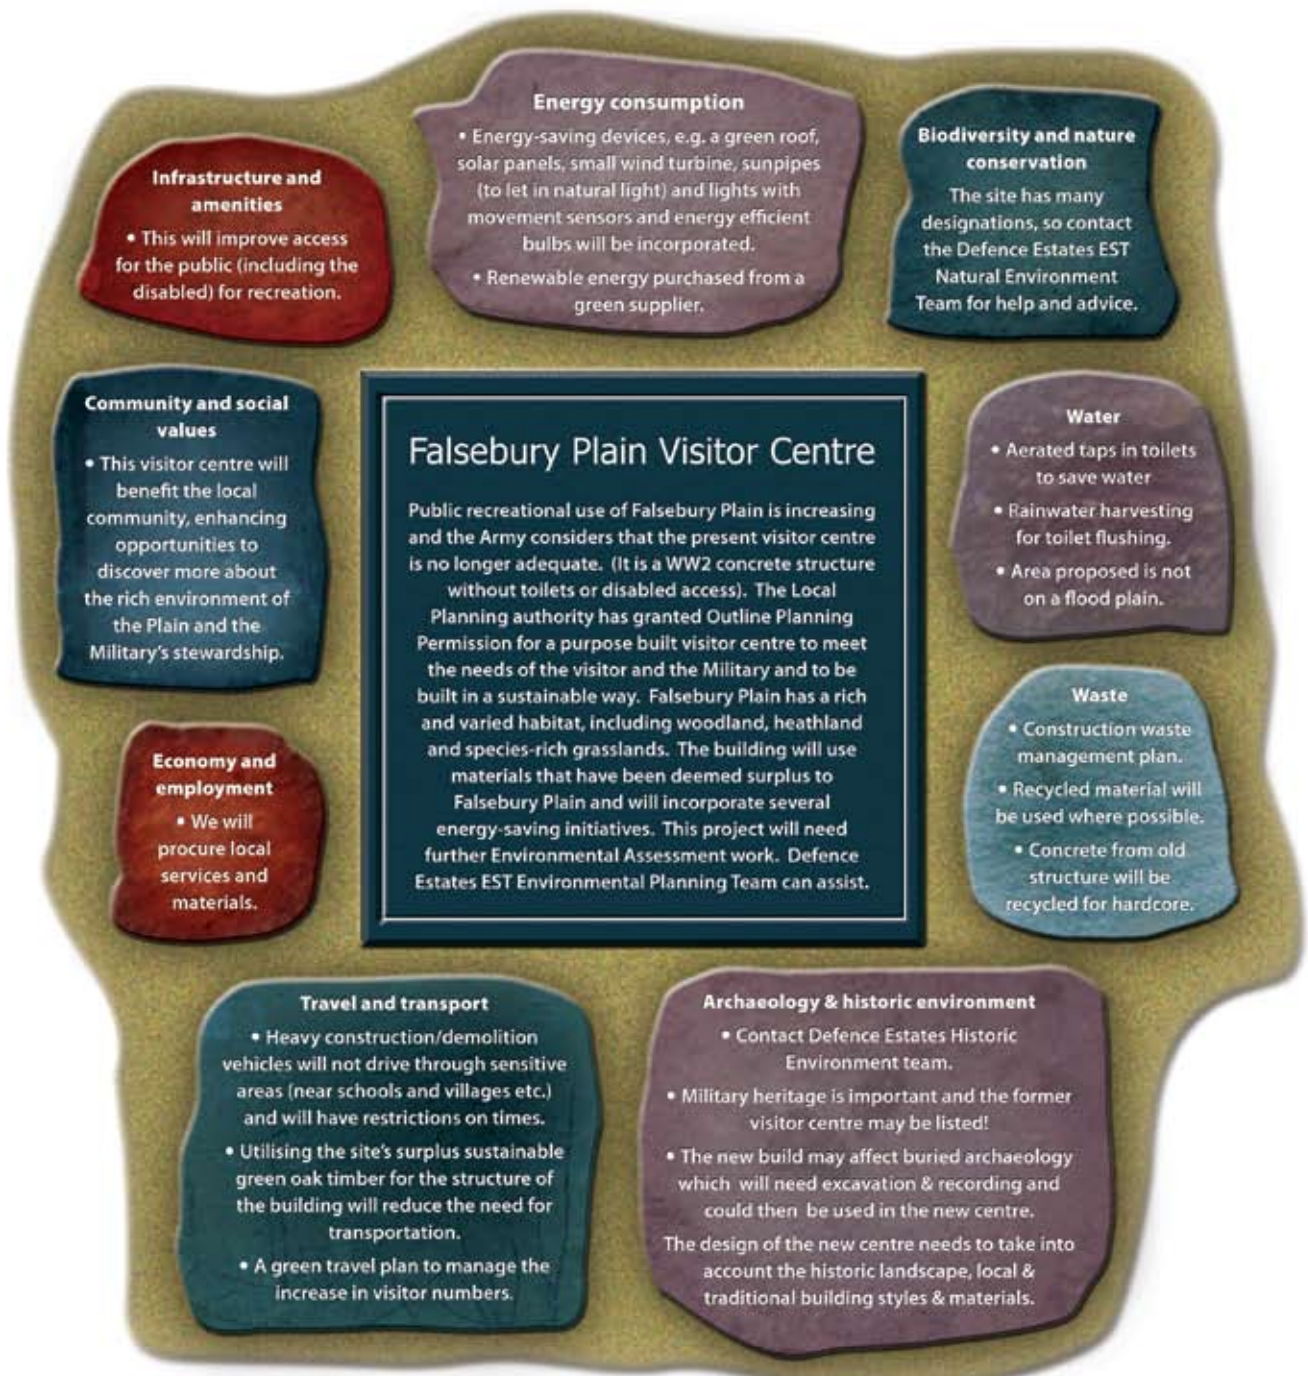 Energy consumption
• Energy-saving devices, e.g. a green roof,
solar panels, small wind turbine, sunpipes
(to let in natural light) and lights with
movement sensors and energy efficient
bulbs will be incorporated.
• Renewable energy purchased from a
green supplier.
Biodiversity and nature
conservation
The site has many
designations, so contact
the Defence Estates EST
Natural Environment
Team for help and advice.
Infrastructure and
amenities
• This will improve access
for the public (including the
disabled) for recreation.
Community and social
values
• This visitor centre will
benefit the local
community, enhancing
opportunities to
discover more about
the rich environment of
the Plain and the
Military's stewardship.
Falsebury Plain Visitor Centre
Public recreational use of Falsebury Plain is increasing
and the Army considers that the present visitor centre
is no longer adequate. (It is a WW2 concrete structure
without toilets or disabled access). The Local
Planning authority has granted Outline Planning
Permission for a purpose built visitor centre to meet
the needs of the visitor and the Military and to be
built in a sustainable way. Falsebury Plain has a rich
and varied habitat, including woodland, heathland
and species-rich grasslands. The building will use
materials that have been deemed surplus to
Falsebury Plain and will incorporate several
energy-saving initiatives. This project will need
further Environmental Assessment work. Defence
Estates EST Environmental Planning Team can assist.
Water
• Aerated taps in toilets
to save water
• Rainwater harvesting
for toilet flushing.
• Area proposed is not
on a flood plain.
Economy and
employment
• We will
procure local
services and
materials.
Waste
• Construction waste
management plan.
• Recycled material will
be used where possible.
• Concrete from old
structure will be
recycled for hardcore.
Travel and transport
• Heavy construction/demolition
vehicles will not drive through sensitive
areas (near schools and villages etc.)
and will have restrictions on times.
• Utilising the site's surplus sustainable
green oak timber for the structure of
the building will reduce the need for
transportation.
• A green travel plan to manage the
increase in visitor numbers.
Archaeology & historic environment
• Contact Defence Estates Historic
Environment team.
• Military heritage is important and the former
visitor centre may be listed!
• The new build may affect buried archaeology
which will need excavation & recording and
could then be used in the new centre.
The design of the new centre needs to take into
account the historic landscape, local &
traditional building styles & materials.